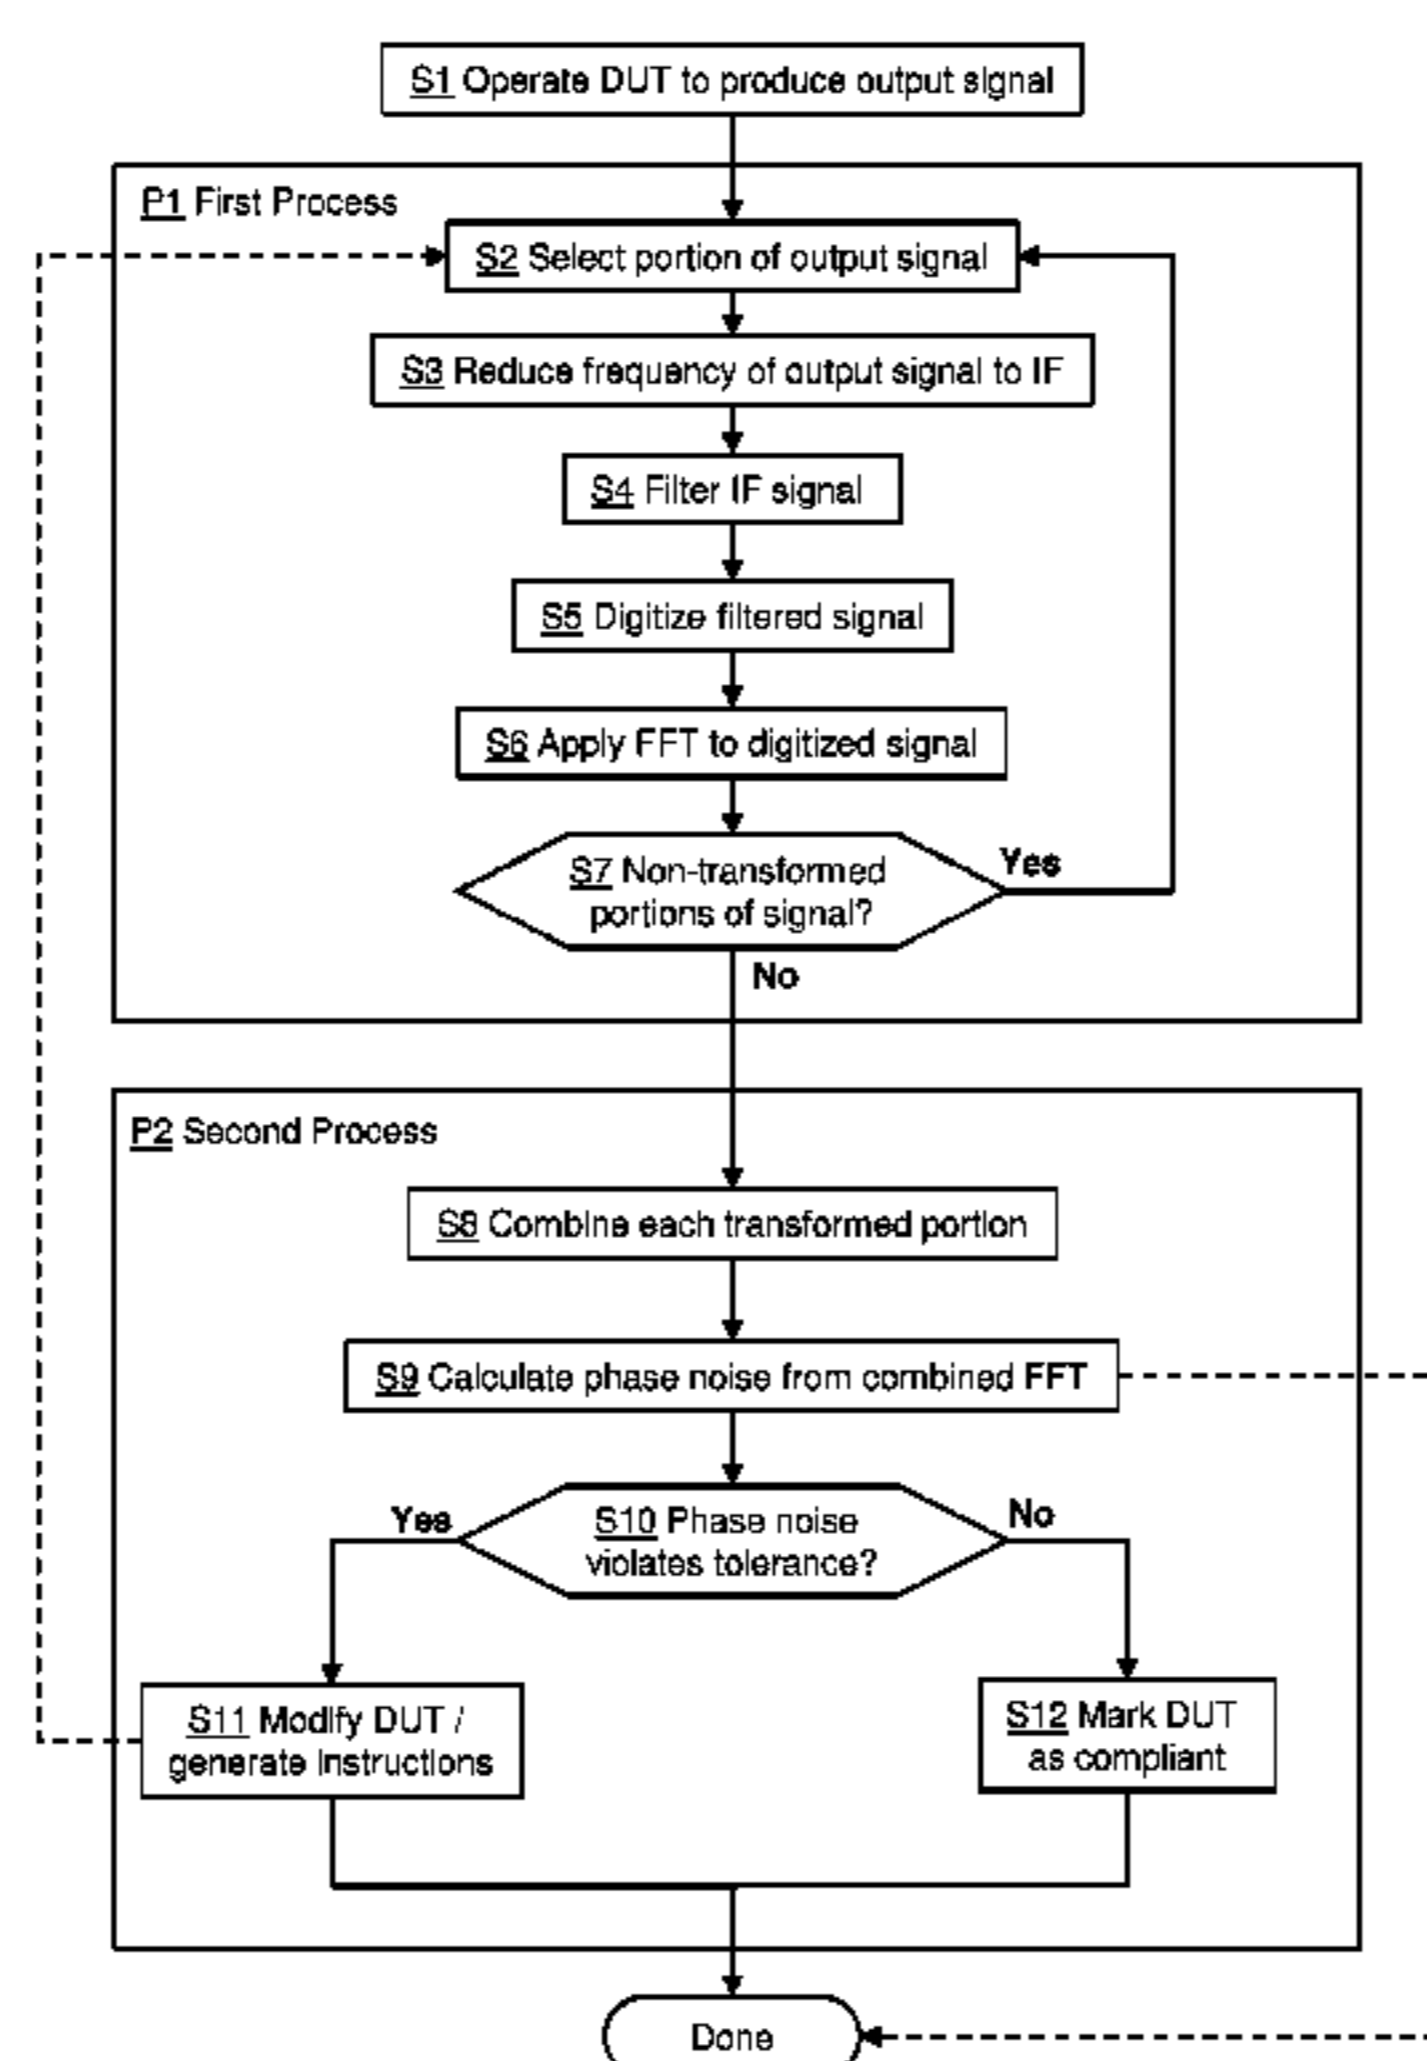 S1 Operate DUT to produce output signal
P1 First Process
S2 Select portion of output signal
S3 Reduce frequency of output signal to IF
S4 Filter IF signal
S5 Digitize filtered signal
S6 Apply FFT to digitized signal
S7 Non-transformed
portions of signal?
Yes
No
P2 Second Process
S8 Combine each transformed portion
S9 Calculate phase noise from combined FFT
Yes
S10 Phase noise
violates tolerance?
No
S11 Modify DUT /
generate instructions
S12 Mark DUT
as compliant
Done